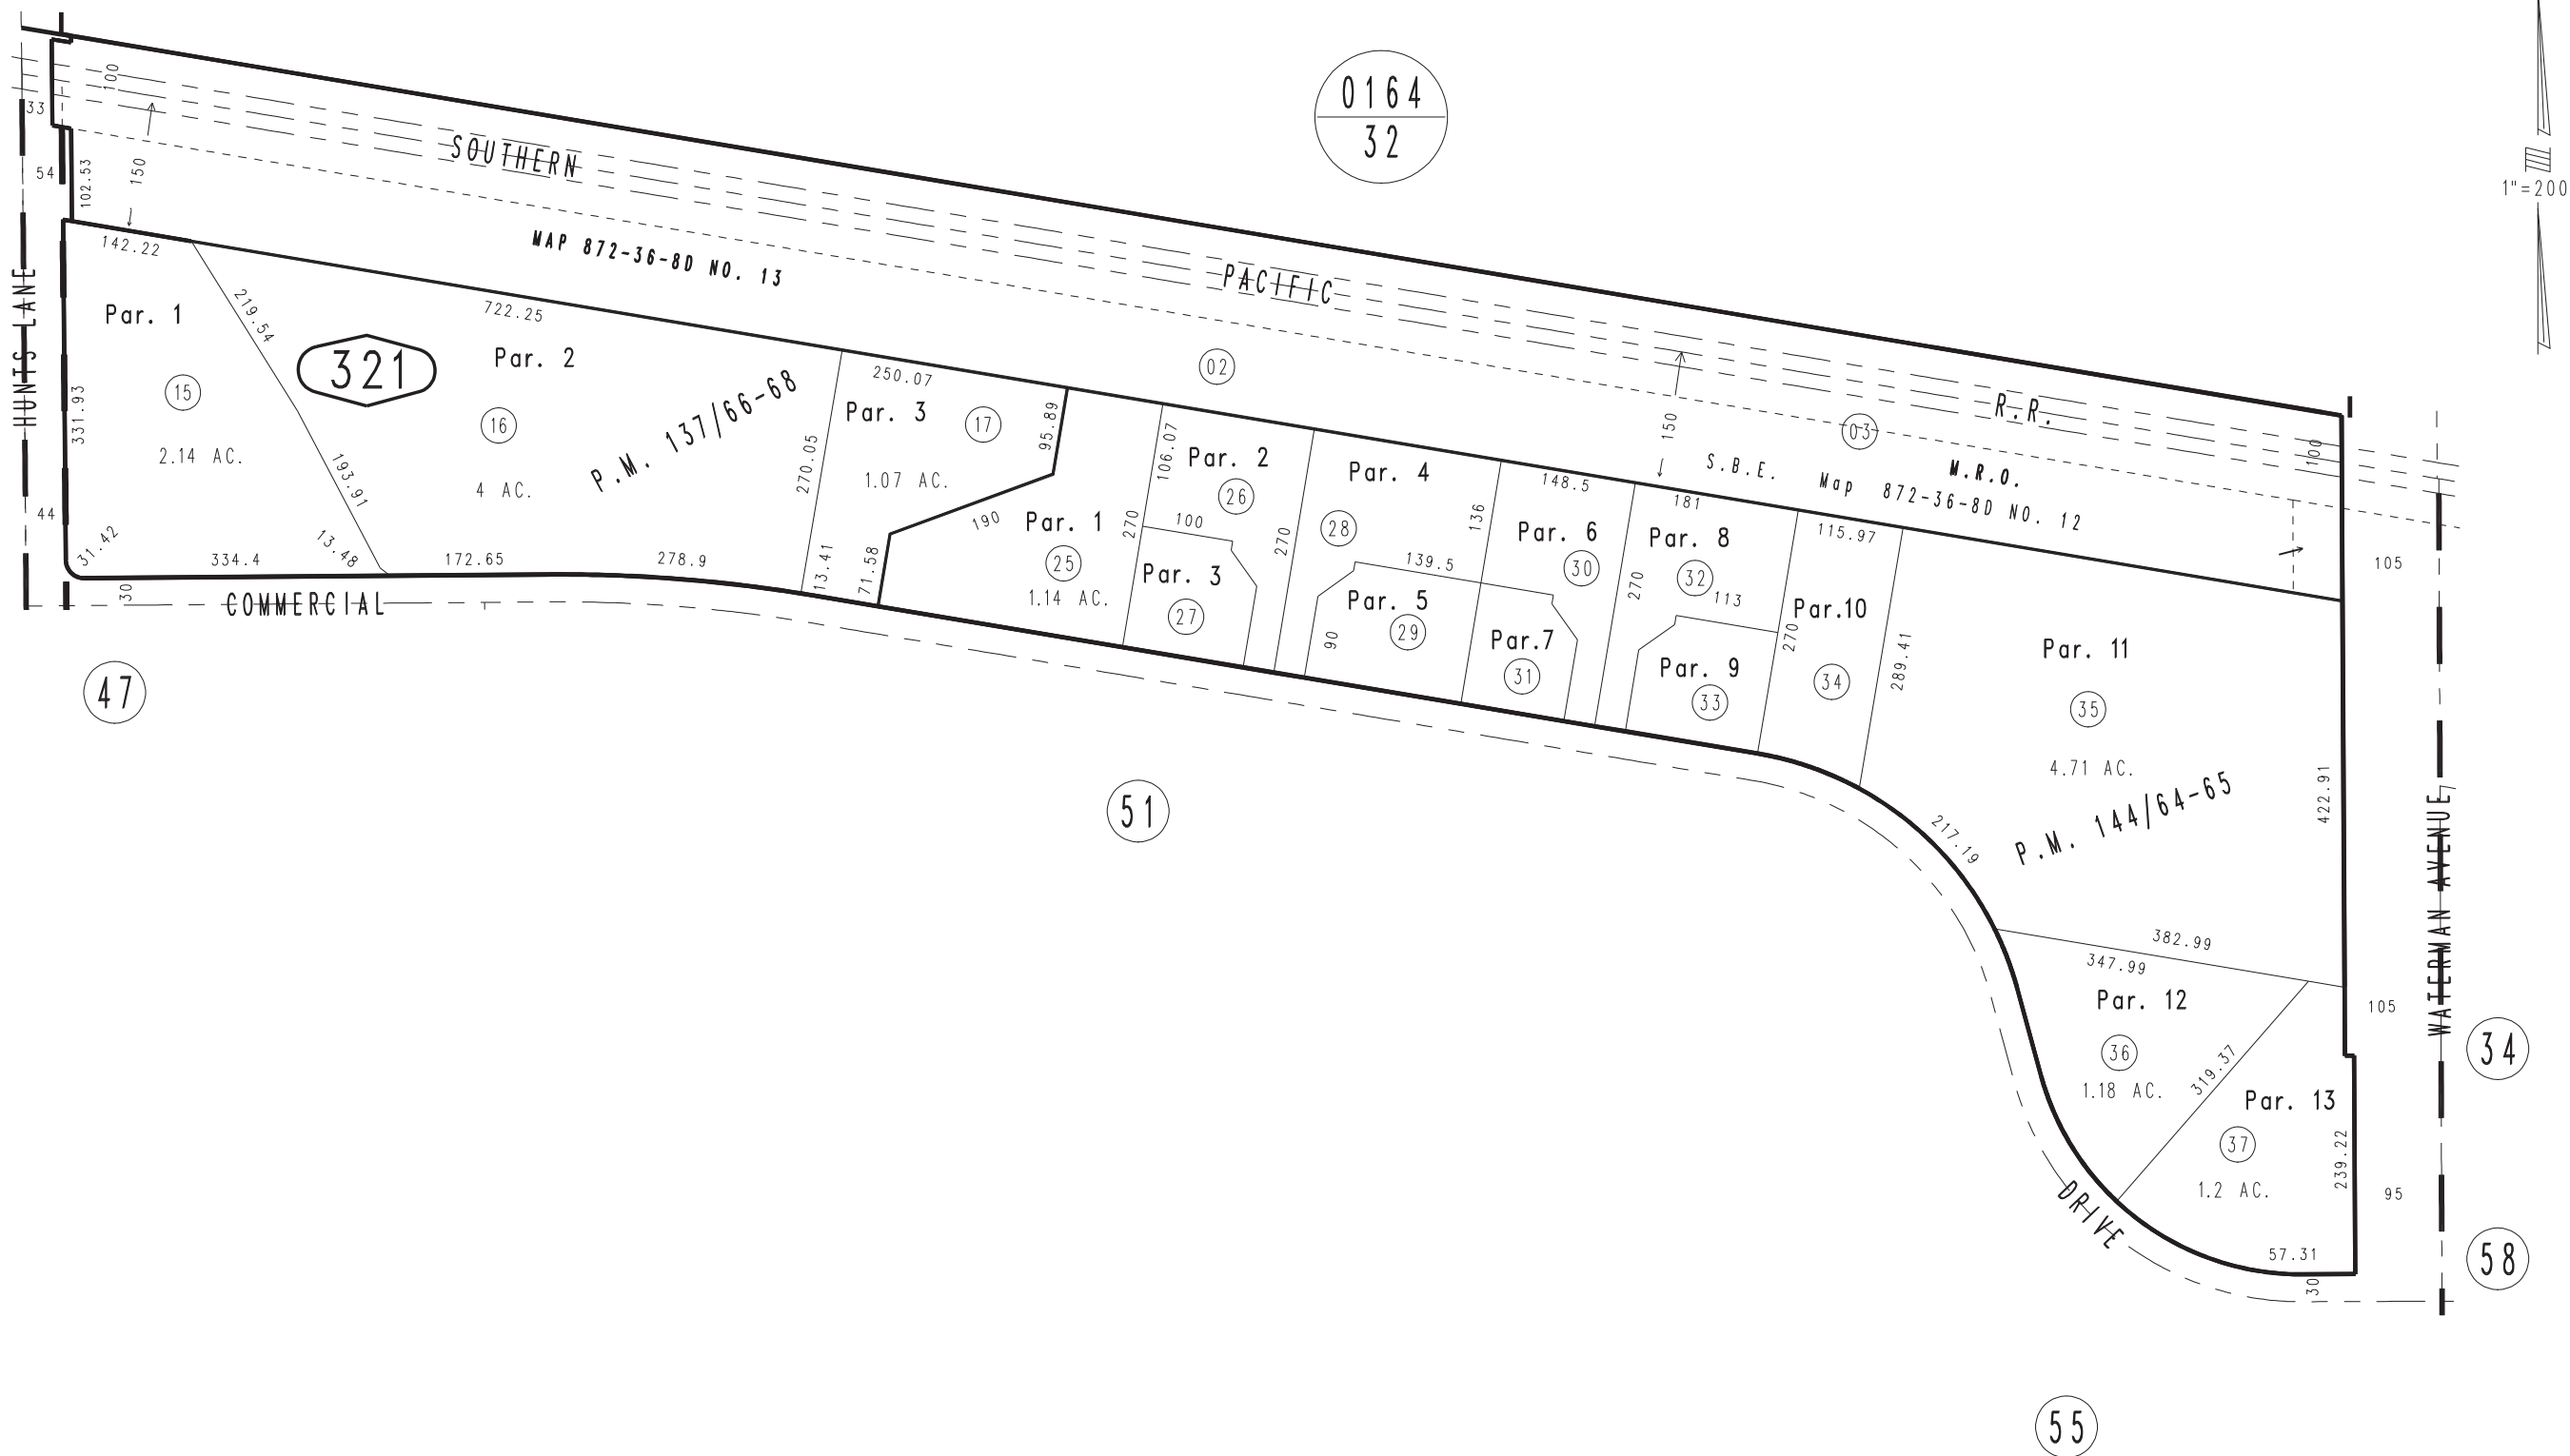 0164
32
1"=200
100
33
54
102.53
150
SOUTHERN
MAP 872-36-8D NO. 13
PACIFIC
R.R.
142.22
HUNTS LANE
Par. 1
219.54
321
722.25
Par. 2
15
331.93
2.14 AC.
193.91
16
4 AC.
P.M. 137/66-68
44
31.42
334.4
13.48
172.65
278.9
30
COMMERCIAL
250.07
Par. 3
17
95.89
270.05
1.07 AC.
190
13.41
71.58
02
Par. 1
25
1.14 AC.
106.07
270
Par. 2
26
100
Par. 3
27
270
Par. 4
28
136
139.5
Par. 5
29
90
148.5
Par. 6
30
Par.7
31
150
03
S.B.E.
M.R.O.
Map 872-36-8D NO. 12
100
181
Par. 8
32
270
113
Par. 9
33
115.97
Par.10
270
34
289.41
Par. 11
35
4.71 AC.
P.M. 144/64-65
422.91
217.19
105
WATERMAN AVENUE
382.99
347.99
Par. 12
36
1.18 AC.
319.37
105
Par. 13
37
1.2 AC.
239.22
95
57.31
30
DRIVE
47
51
34
58
55